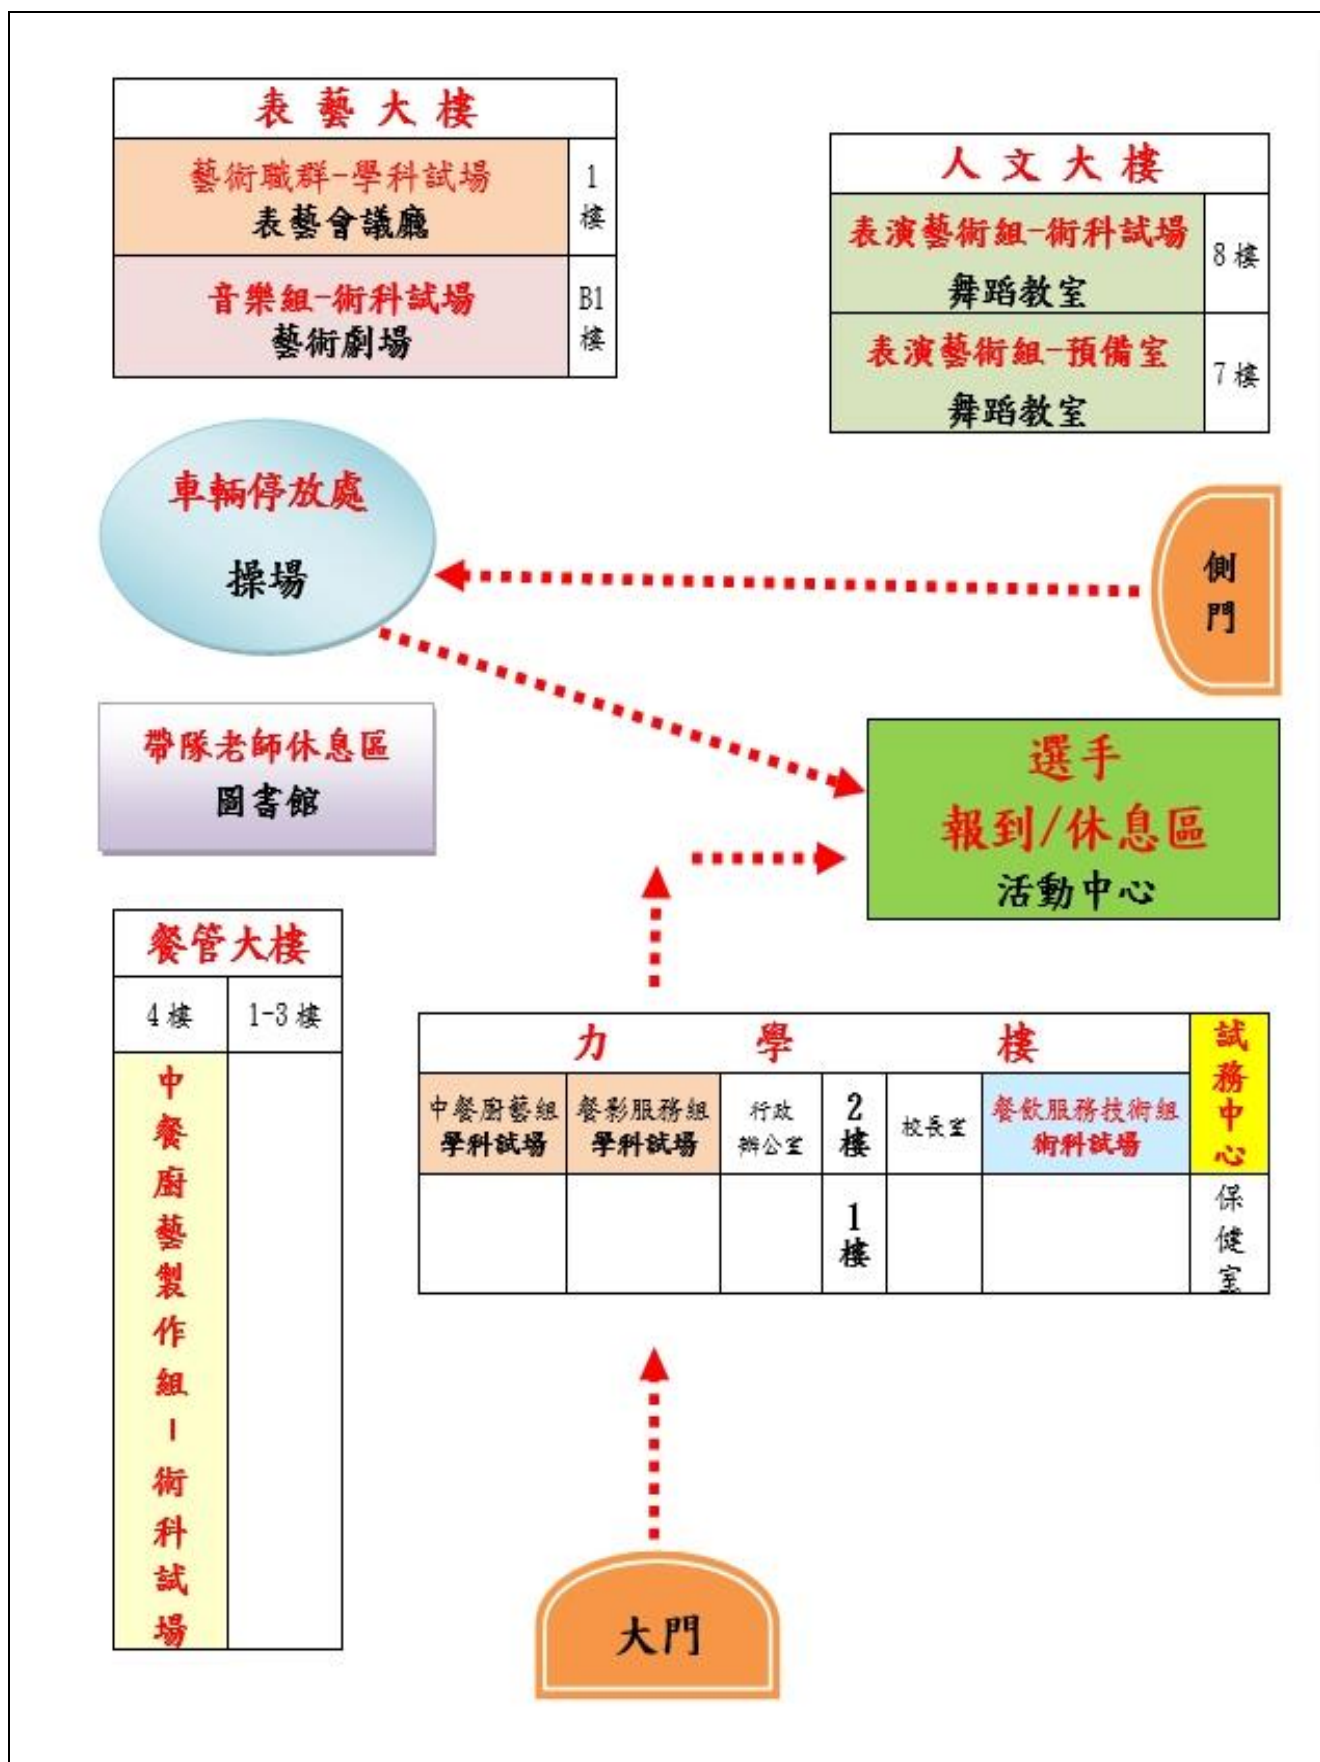 表藝大樓
藝術職群-學科試場
表藝會議廳
1
樓
音樂組-術科試場
藝術劇場
B1
樓
人文大樓
表演藝術組-術科試場
舞蹈教室
8樓
表演藝術組-預備室
舞蹈教室
7樓
車輛停放處
操場
側
門
帶隊老師休息區
圖書館
選手
報到/休息區
活動中心
餐管大樓
4樓
1-3樓
中餐廚藝製作組-術科試場
力學樓
試務中心
中餐廚藝組
學科試場
餐影服務組
學科試場
行政
辦公室
2
樓
校長室
餐飲服務技術組
術科試場
1
樓
保健室
大門